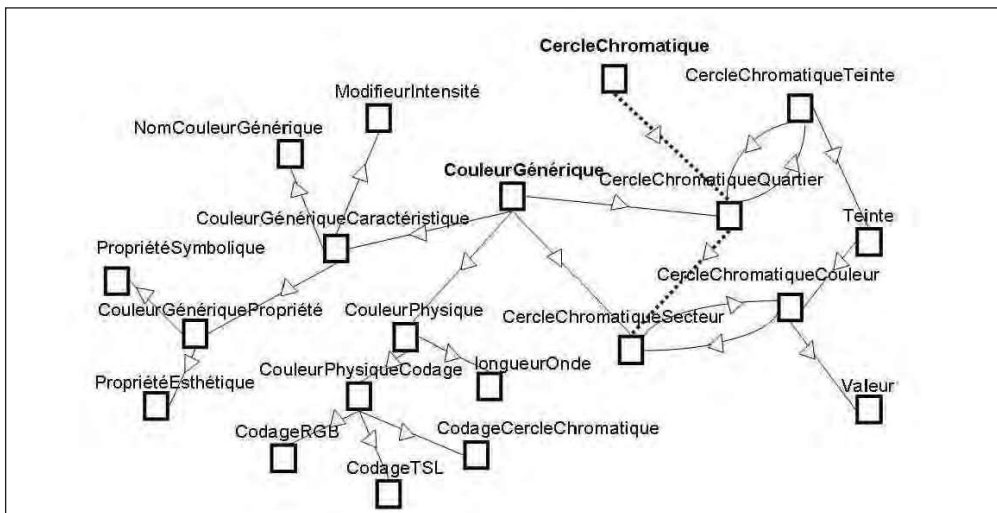 CercleChromatique
CercleChromatiqueTeinte
ModifieurIntensité
NomCouleurGénérique
CouleurGénérique
CercleChromatiqueQuartier
CouleurGénériqueCaractéristique
Teinte
PropriétéSymbolique
CercleChromatiqueCouleur
CouleurGénériquePropriété
CouleurPhysique
CercleChromatiqueSecteur
CouleurPhysiqueCodage
longueurOnde
PropriétéEsthétique
Valeur
CodageRGB
CodageCercleChromatique
CodageTSL